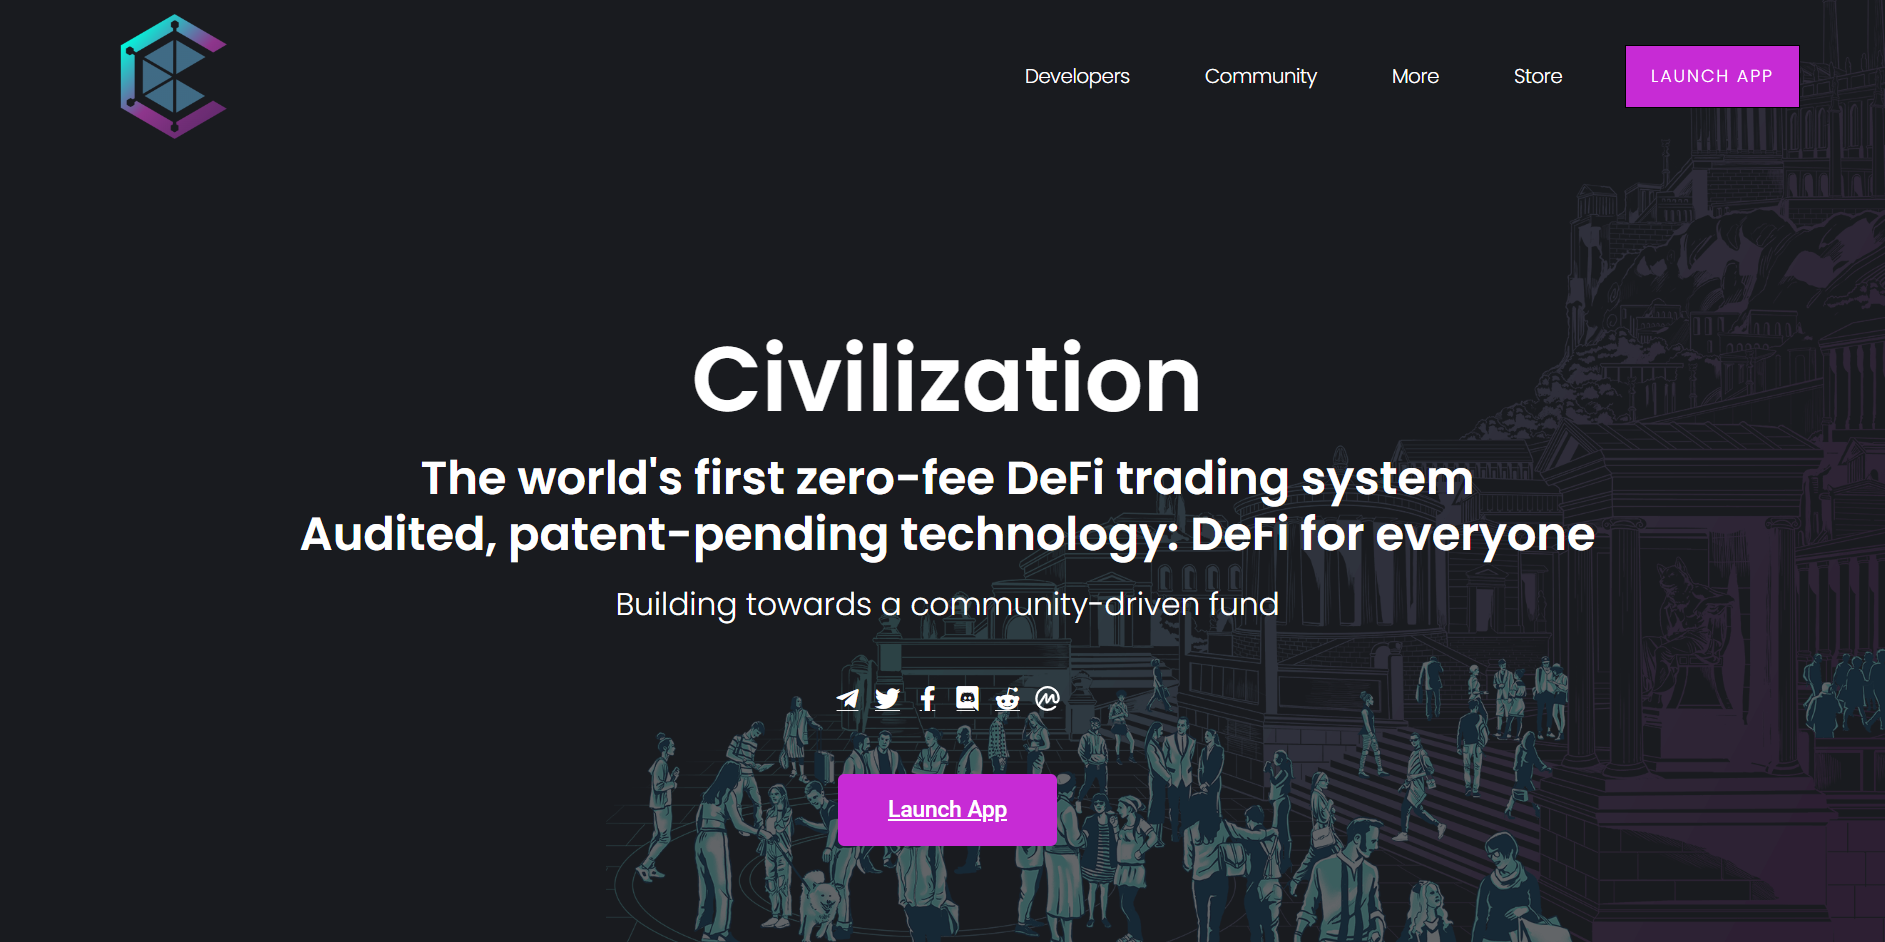 Developers
Community
More
Store
LAUNCH APP
Civilization
The world's first zero-fee DeFi trading system
Audited, patent-pending technology: DeFi for everyone
Building towards a community-driven fund
Launch App